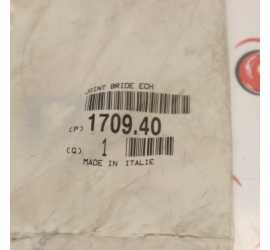 JOINT BRIDE ECH
(P) 1709.40
(Q) 1
MADE IN ITALIE